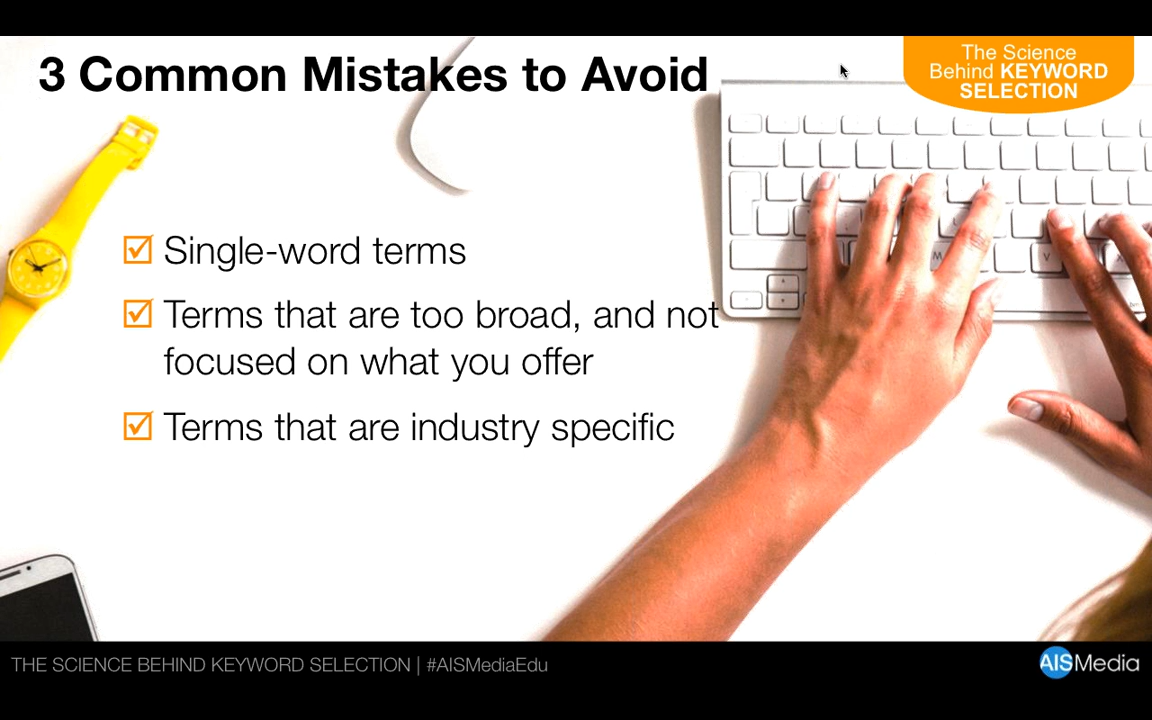 3 Common Mistakes to Avoid
The Science
Behind KEYWORD
SELECTION
Single-word terms
Terms that are too broad, and not
focused on what you offer
Terms that are industry specific
THE SCIENCE BEHIND KEYWORD SELECTION | #AISMediaEdu
AISMedia